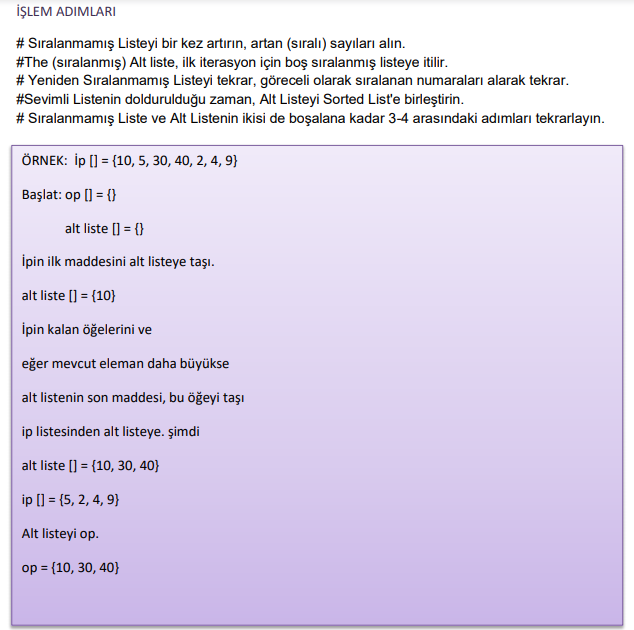 İŞLEM ADIMLARI
# Sıralanmamış Listeyi bir kez artırın, artan (sıralı) sayıları alın.
#The (sıralanmış) Alt liste, ilk iterasyon için boş sıralanmış listeye itilir.
# Yeniden Sıralanmamış Listeyi tekrar, göreceli olarak sıralanan numaraları alarak tekrar.
#Sevimli Listenin doldurulduğu zaman, Alt Listeyi Sorted List'e birleştirin.
# Sıralanmamış Liste ve Alt Listenin ikisi de boşalana kadar 3-4 arasındaki adımları tekrarlayın.
ÖRNEK: İp [] = {10, 5, 30, 40, 2, 4, 9}
Başlat: op [] = {}
alt liste [] = {}
İpin ilk maddesini alt listeye taşı.
alt liste [] = {10}
İpin kalan öğelerini ve
eğer mevcut eleman daha büyükse
alt listenin son maddesi, bu öğeyi taşı
ip listesinden alt listeye. şimdi
alt liste [] = {10, 30, 40}
ip [] = {5, 2, 4, 9}
Alt listeyi op.
op = {10, 30, 40}